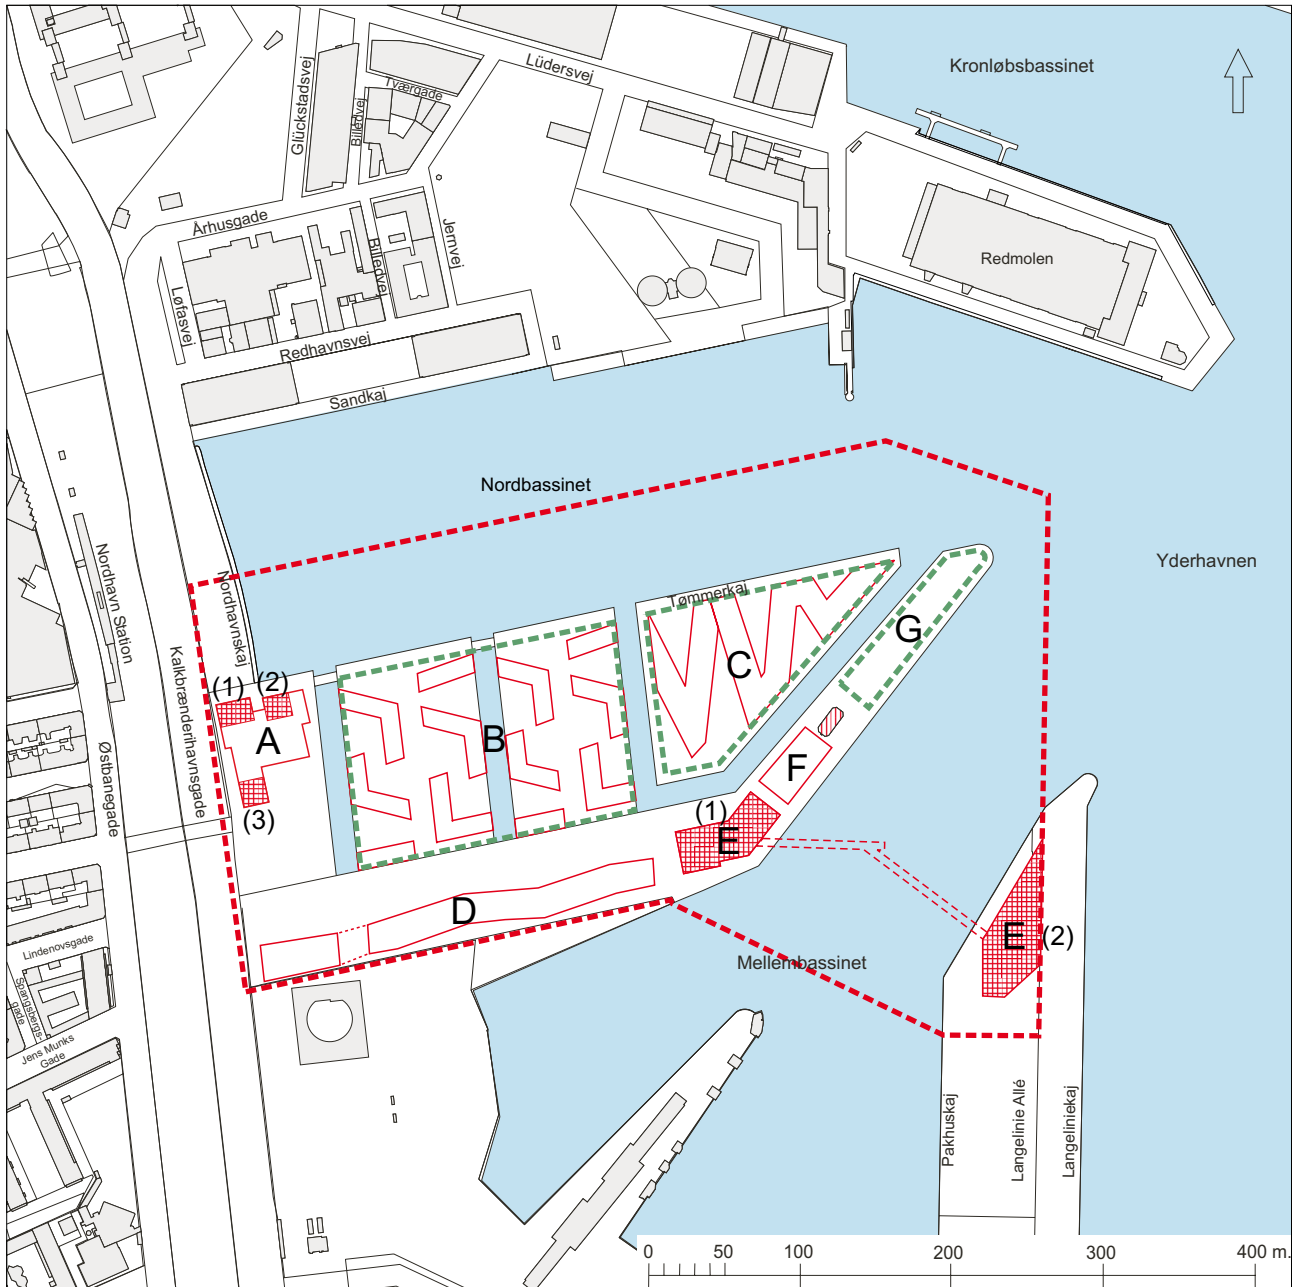 Lüdersvej
Kronløbsbassinet
Glückstadsvej
Tværgade
Billedvej
Århusgade
Billedvej
Jernvej
Redmolen
Løfasvej
Redhavnsvej
Sandkaj
Nordbassinet
Yderhavnen
Nordhavn Station
Nordhavnskaj
Tømmerkaj
Kalkbrænderihavnsgade
Østbanegade
(1)
(2)
A
(3)
B
C
G
F
(1)
E
D
E
(2)
Mellembassinet
Lindenovsgade
Spangsbergs-
gade
Jens Munks
Gade
Pakhuskaj
Langelinie Allé
Langeliniekaj
0 50 100 200 300 400 m.